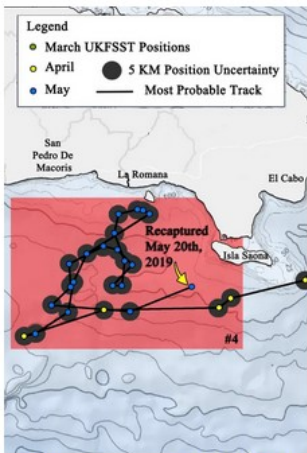 Legend
March UKFSST Positions
April
5 KM Position Uncertainty
May
Most Probable Track
San
Pedro De
Macoris
La Romana
El Cabo
Recaptured
May 20th,
2019
Isla Saona
#4